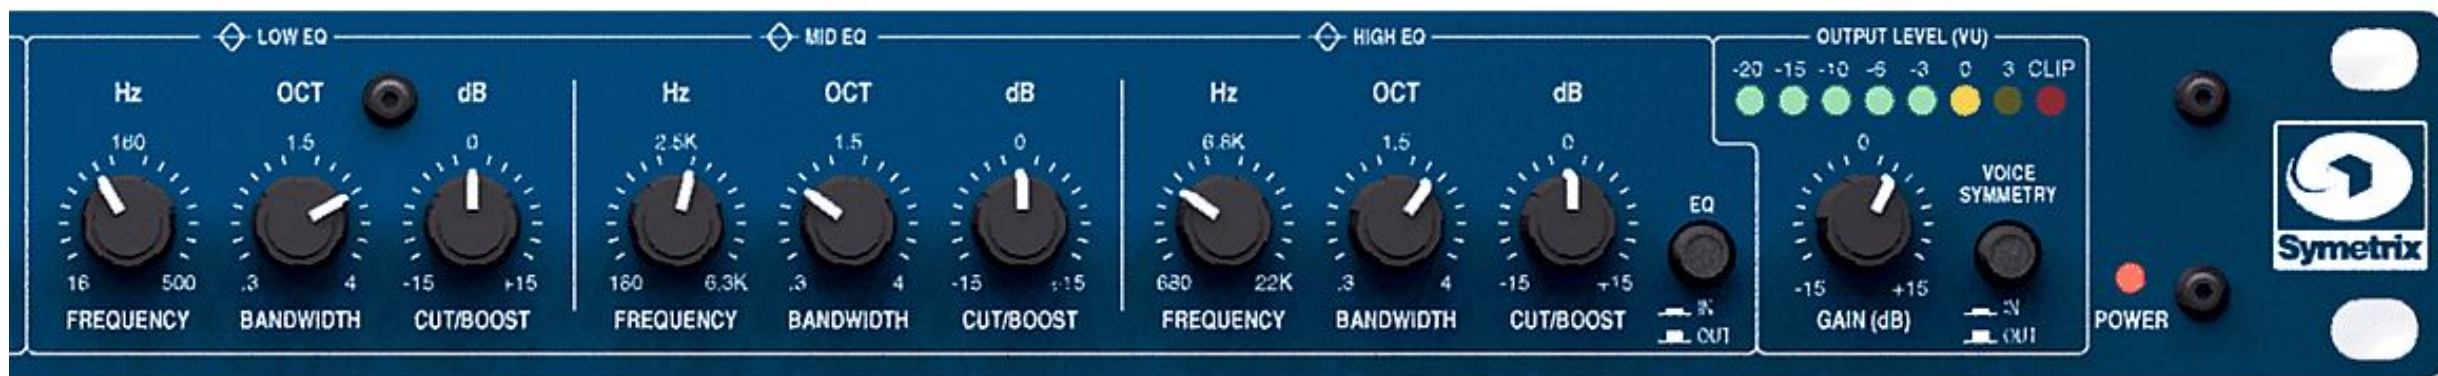 LOW EQ
MID EQ
HIGH EQ
OUTPUT LEVEL (VU)
-20 -15 -10 -6 -3 0 3 CLIP
Hz OCT dB
Hz OCT dB
Hz OCT dB
160 1.5 0
2.5K 1.5 0
6.8K 1.5 0
0
VOICE
SYMMETRY
EQ
16 500 .3 4 -15 +15
160 6.3K .3 4 -15 +15
680 22K .3 4 -15 +15
-15 +15
FREQUENCY BANDWIDTH CUT/BOOST
FREQUENCY BANDWIDTH CUT/BOOST
FREQUENCY BANDWIDTH CUT/BOOST
IN
OUT
GAIN (dB)
IN
OUT
POWER
Symetrix